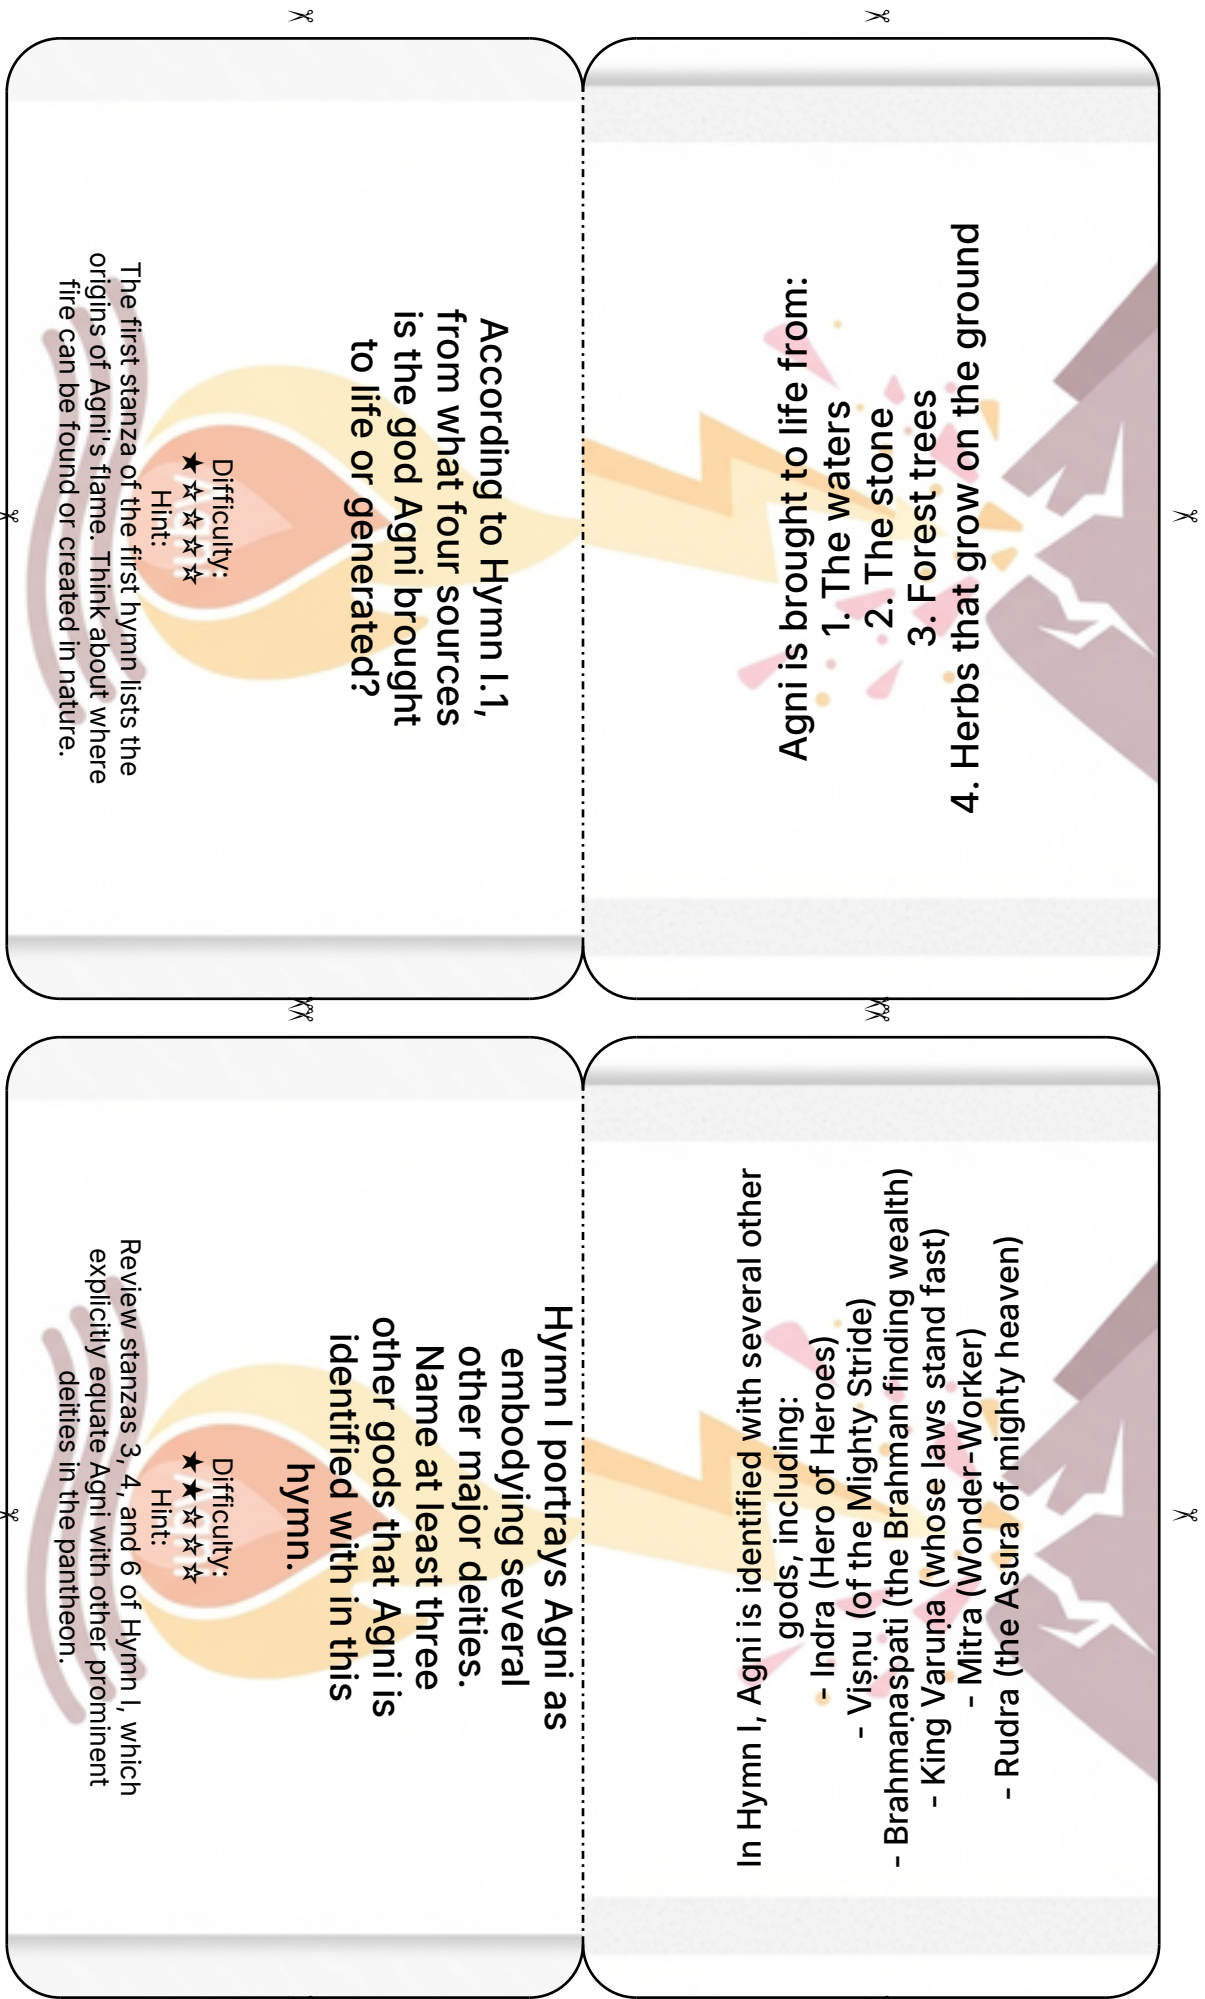 According to Hymn I.1,
from what four sources
is the god Agni brought
to life or generated?
Difficulty:
★☆☆☆☆
Hint:
The first stanza of the first hymn lists the
origins of Agni's flame. Think about where
fire can be found or created in nature.
Agni is brought to life from:
1. The waters
2. The stone
3. Forest trees
4. Herbs that grow on the ground
Hymn I portrays Agni as
embodying several
other major deities.
Name at least three
other gods that Agni is
identified with in this
hymn.
Difficulty:
★★☆☆☆
Hint:
Review stanzas 3, 4, and 6 of Hymn I, which
explicitly equate Agni with other prominent
deities in the pantheon.
In Hymn I, Agni is identified with several other
gods, including:
- Indra (Hero of Heroes)
- Viṣṇu (of the Mighty Stride)
- Brahmaṇaspati (the Brahman finding wealth)
- King Varuṇa (whose laws stand fast)
- Mitra (Wonder-Worker)
- Rudra (the Asura of mighty heaven)